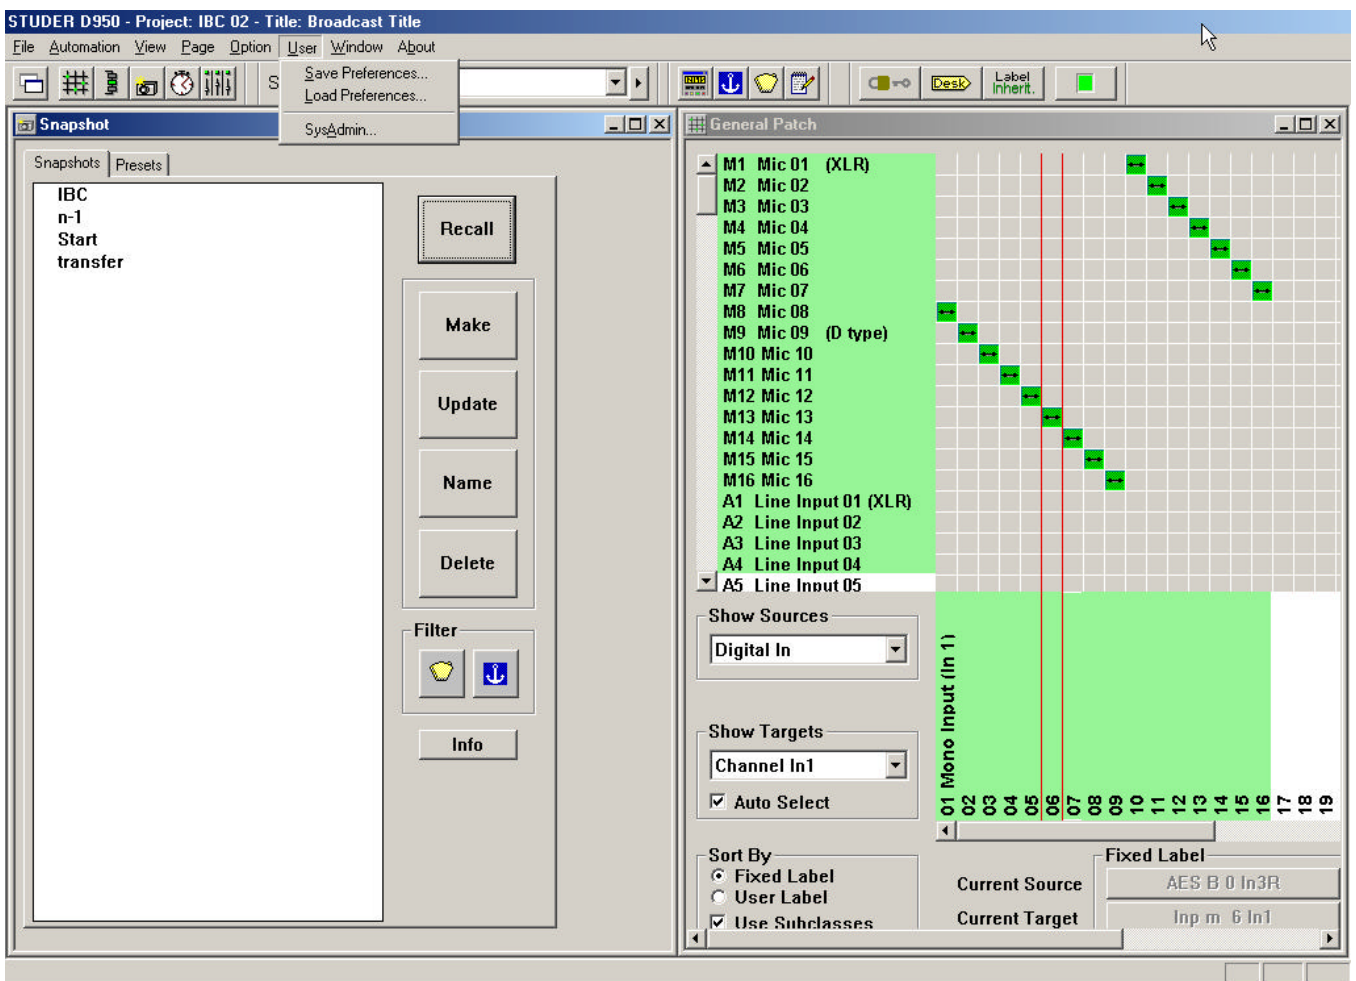 STUDER D950 - Project: IBC 02 - Title: Broadcast Title
File Automation View Page Option User Window About
S
Desk
Label Inherit.
Save Preferences...
Load Preferences...
SysAdmin...
Snapshot
Snapshots Presets
IBC
n-1
Start
transfer
Recall
Make
Update
Name
Delete
Filter
Info
General Patch
M1 Mic 01 (XLR)
M2 Mic 02
M3 Mic 03
M4 Mic 04
M5 Mic 05
M6 Mic 06
M7 Mic 07
M8 Mic 08
M9 Mic 09 (D type)
M10 Mic 10
M11 Mic 11
M12 Mic 12
M13 Mic 13
M14 Mic 14
M15 Mic 15
M16 Mic 16
A1 Line Input 01 (XLR)
A2 Line Input 02
A3 Line Input 03
A4 Line Input 04
A5 Line Input 05
Show Sources
Digital In
Show Targets
Channel In1
Auto Select
01 Mono Input (In 1)
02
03
04
05
06
07
08
09
10
11
12
13
14
15
16
17
18
19
Sort By
Fixed Label
User Label
Use Subclasses
Fixed Label
Current Source AES B 0 In3R
Current Target Inp m 6 In1